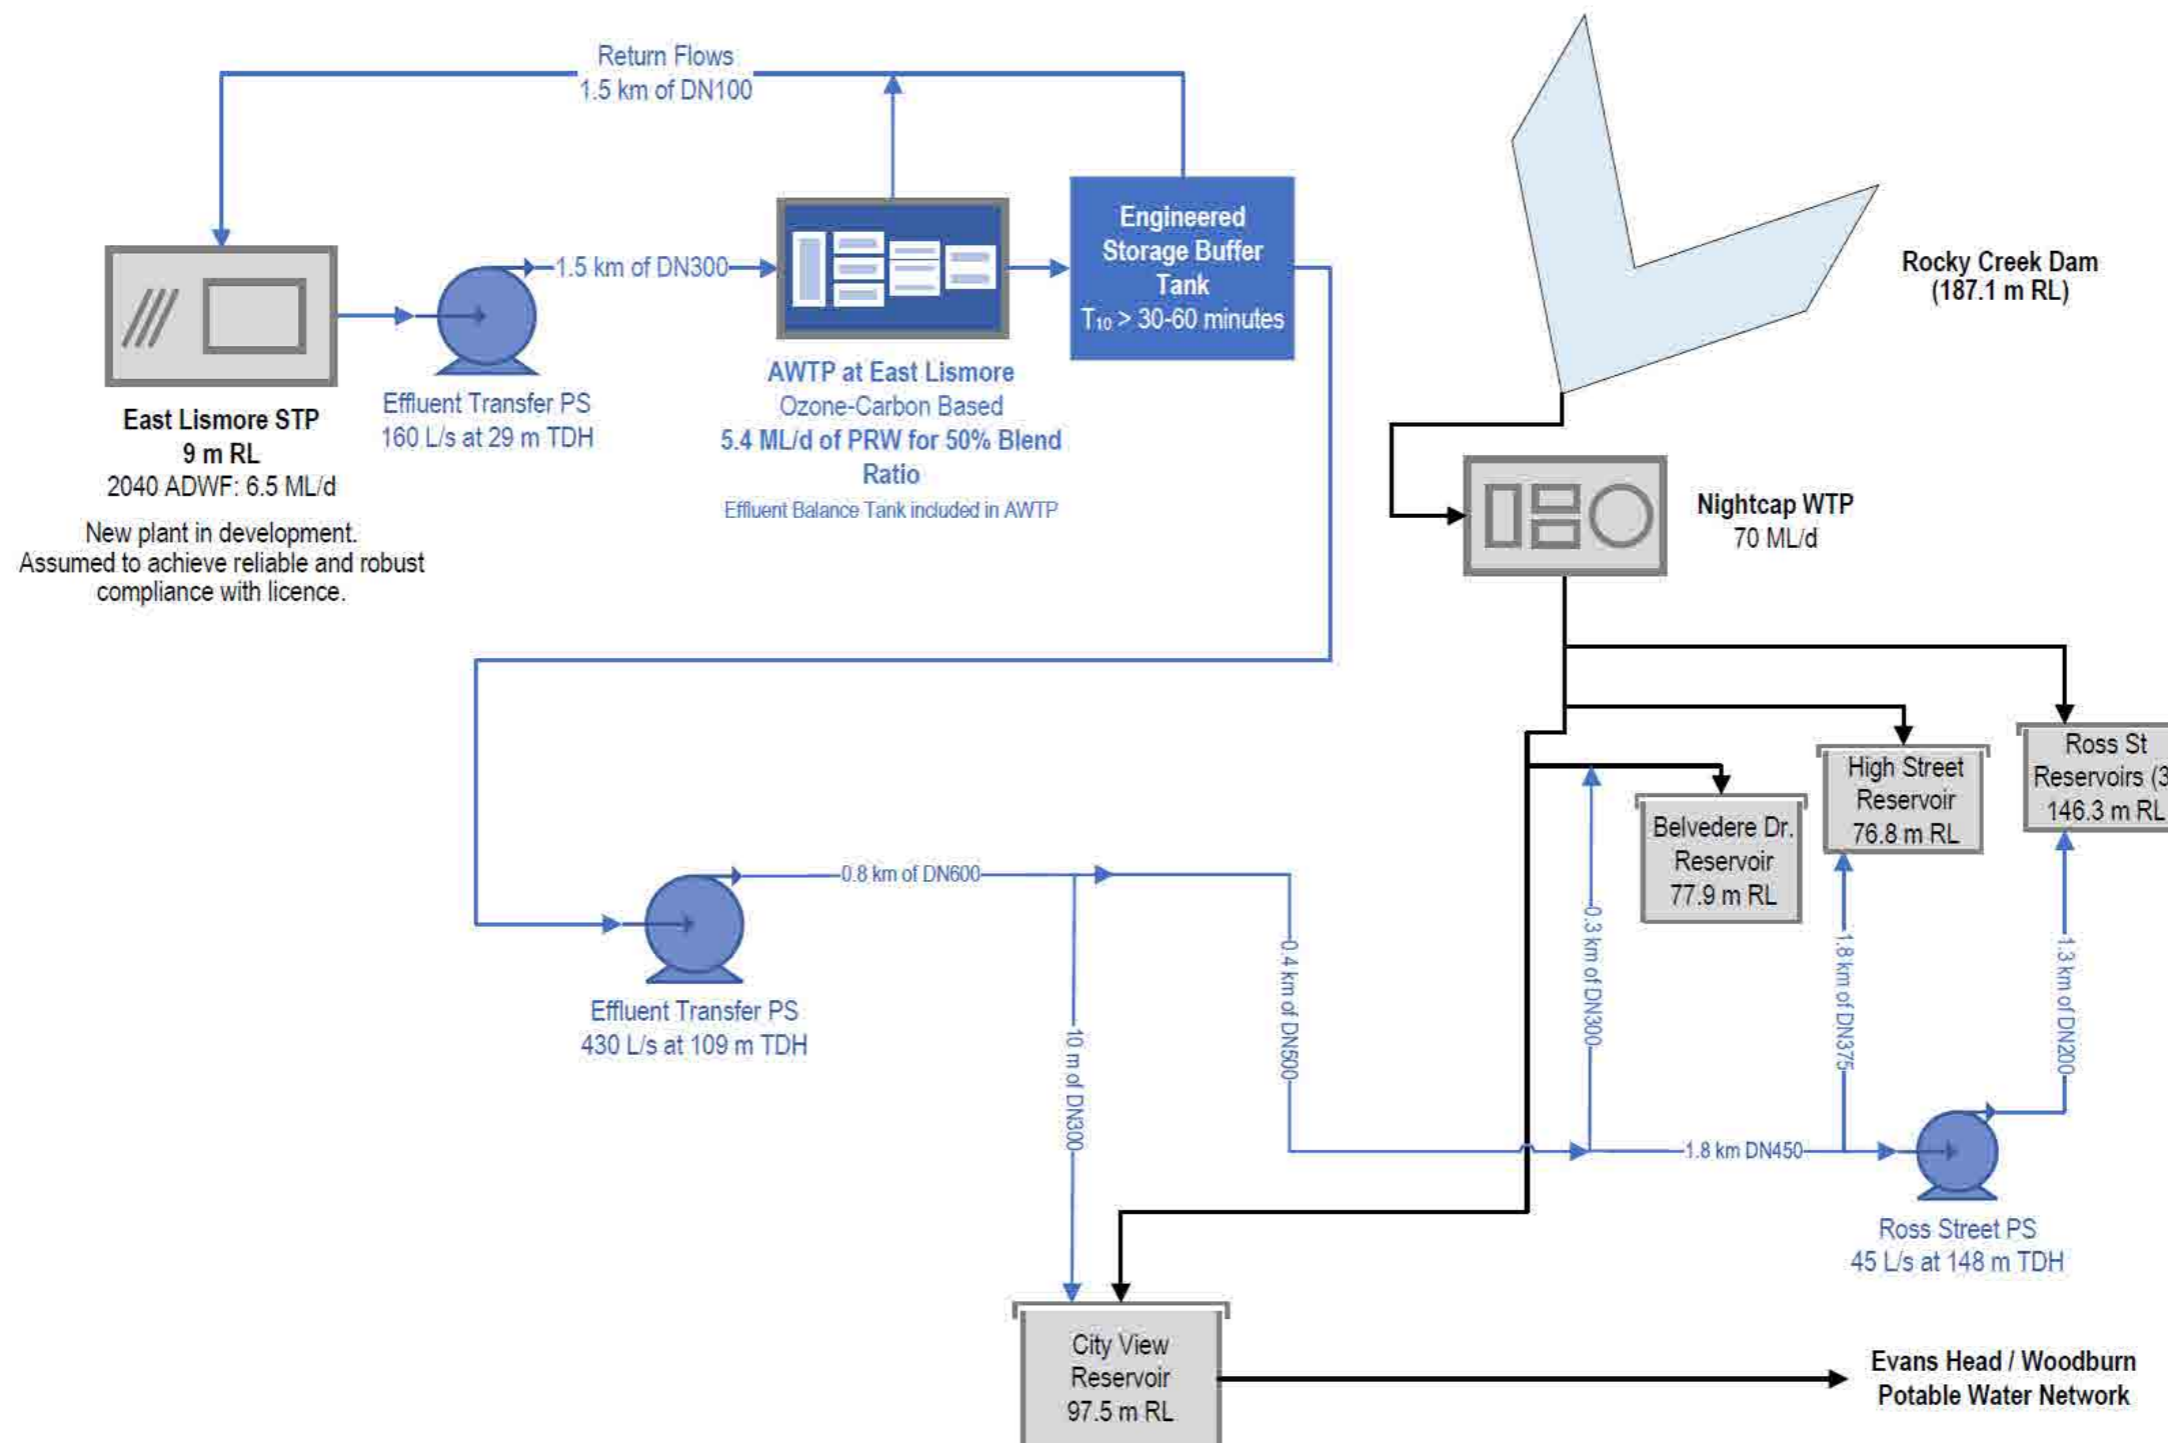 Return Flows
1.5 km of DN100
Engineered
Storage Buffer
Tank
T₁₀ > 30-60 minutes
1.5 km of DN300
East Lismore STP
9 m RL
2040 ADWF: 6.5 ML/d
New plant in development.
Assumed to achieve reliable and robust
compliance with licence.
Effluent Transfer PS
160 L/s at 29 m TDH
AWTP at East Lismore
Ozone-Carbon Based
5.4 ML/d of PRW for 50% Blend
Ratio
Effluent Balance Tank included in AWTP
Rocky Creek Dam
(187.1 m RL)
Nightcap WTP
70 ML/d
Ross St
Reservoirs (3
146.3 m RL
High Street
Reservoir
76.8 m RL
Belvedere Dr.
Reservoir
77.9 m RL
0.8 km of DN600
Effluent Transfer PS
430 L/s at 109 m TDH
10 m of DN300
0.4 km of DN500
0.3 km of DN300
1.8 km of DN375
1.3 km of DN200
1.8 km DN450
Ross Street PS
45 L/s at 148 m TDH
City View
Reservoir
97.5 m RL
Evans Head / Woodburn
Potable Water Network